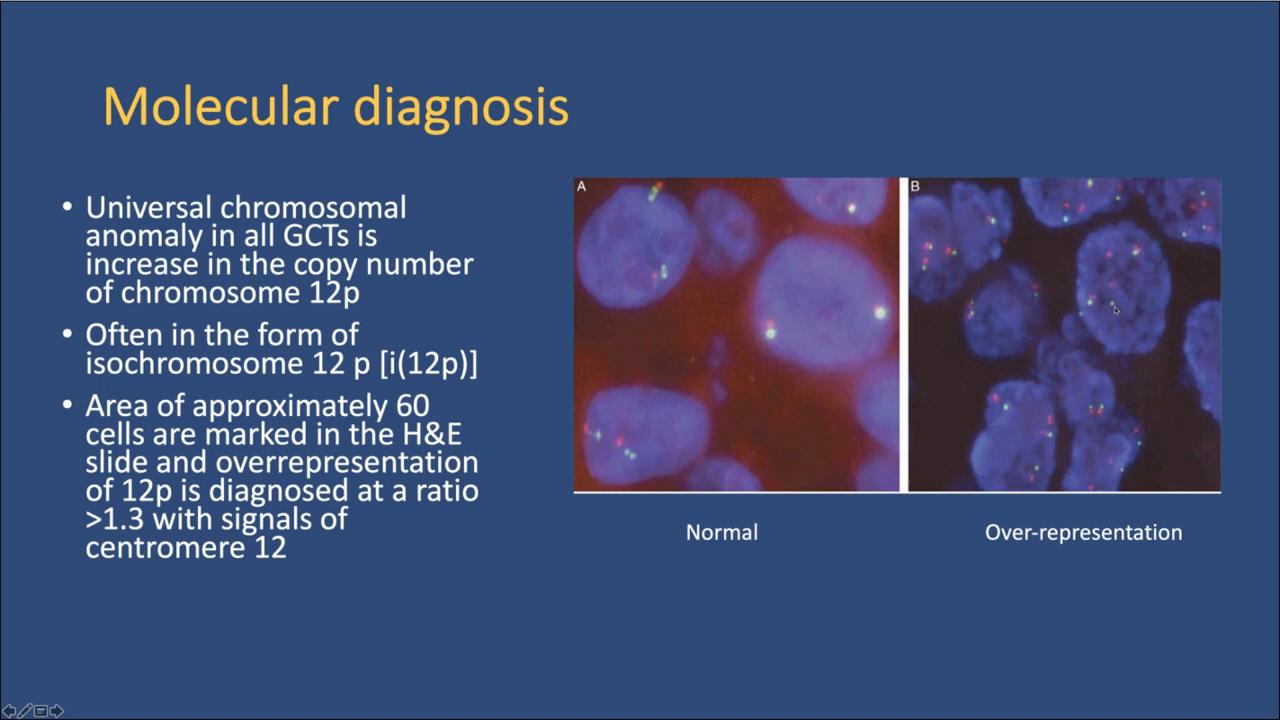 Molecular diagnosis
• Universal chromosomal
anomaly in all GCTs is
increase in the copy number
of chromosome 12p
• Often in the form of
isochromosome 12 p [i(12p)]
• Area of approximately 60
cells are marked in the H&E
slide and overrepresentation
of 12p is diagnosed at a ratio
>1.3 with signals of
centromere 12
A
B
Normal
Over-representation